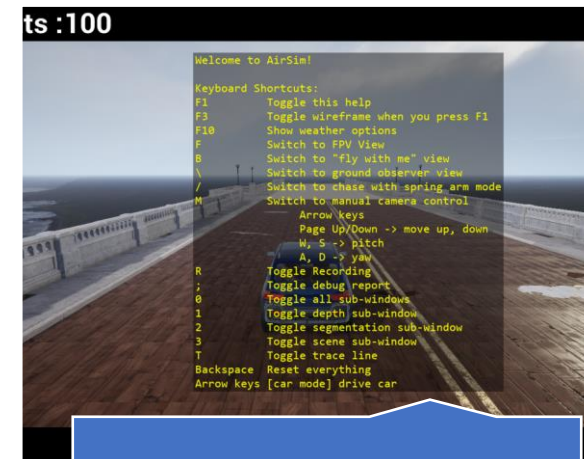 ts :100
Welcome to AirSim!
Keyboard Shortcuts:
F1 Toggle this help
F3 Toggle wireframe when you press F1
F10 Show weather options
F Switch to FPV View
B Switch to "fly with me" view
\ Switch to ground observer view
/ Switch to chase with spring arm mode
M Switch to manual camera control
Arrow keys
Page Up/Down -> move up, down
W, S -> pitch
A, D -> yaw
R Toggle Recording
; Toggle debug report
0 Toggle all sub-windows
1 Toggle depth sub-window
2 Toggle segmentation sub-window
3 Toggle scene sub-window
T Toggle trace line
Backspace Reset everything
Arrow keys [car mode] drive car